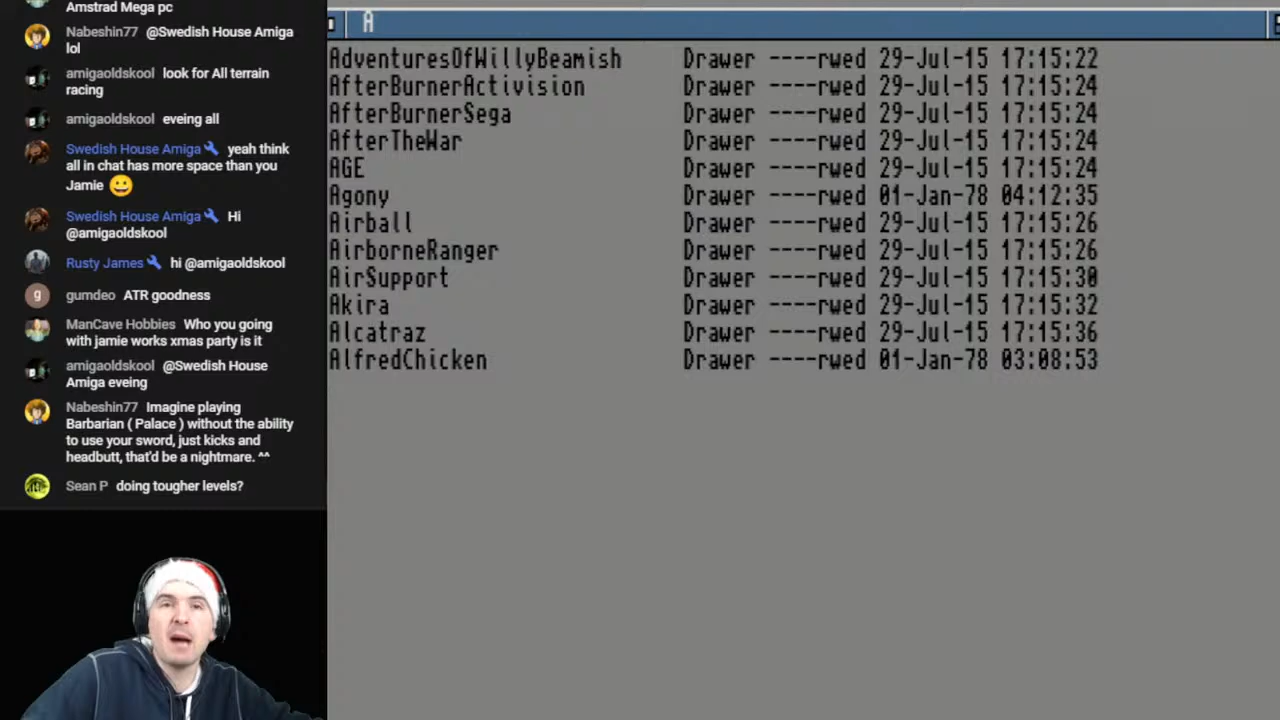 Amstrad Mega pc
Nabeshin77 @Swedish House Amiga
lol
amigaoldskool look for All terrain
racing
amigaoldskool eveing all
Swedish House Amiga yeah think
all in chat has more space than you
Jamie
Swedish House Amiga Hi
@amigaoldskool
Rusty James hi @amigaoldskool
g gumdeo ATR goodness
ManCave Hobbies Who you going
with jamie works xmas party is it
amigaoldskool @Swedish House
Amiga eveing
Nabeshin77 Imagine playing
Barbarian ( Palace ) without the ability
to use your sword, just kicks and
headbutt, that'd be a nightmare. ^^
Sean P doing tougher levels?
A
AdventuresOfWillyBeamish Drawer ----rwed 29-Jul-15 17:15:22
AfterBurnerActivision Drawer ----rwed 29-Jul-15 17:15:24
AfterBurnerSega Drawer ----rwed 29-Jul-15 17:15:24
AfterTheWar Drawer ----rwed 29-Jul-15 17:15:24
AGE Drawer ----rwed 29-Jul-15 17:15:24
Agony Drawer ----rwed 01-Jan-78 04:12:35
Airball Drawer ----rwed 29-Jul-15 17:15:26
AirborneRanger Drawer ----rwed 29-Jul-15 17:15:26
AirSupport Drawer ----rwed 29-Jul-15 17:15:30
Akira Drawer ----rwed 29-Jul-15 17:15:32
Alcatraz Drawer ----rwed 29-Jul-15 17:15:36
AlfredChicken Drawer ----rwed 01-Jan-78 03:08:53